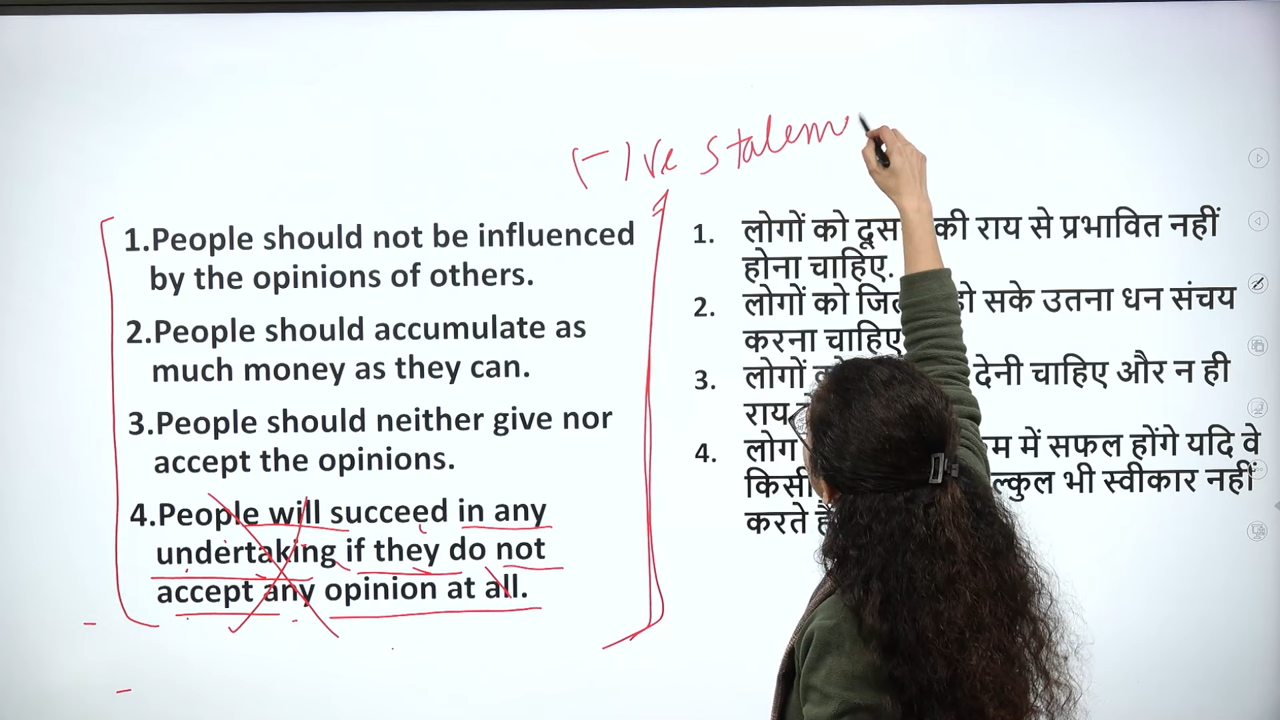 (-)ve statem
1.People should not be influenced
by the opinions of others.
2.People should accumulate as
much money as they can.
3.People should neither give nor
accept the opinions.
4.People will succeed in any
undertaking if they do not
accept any opinion at all.
1. लोगों को की राय से प्रभावित नहीं
होना चाहिए.
2. लोगों को सके उतना धन संचय
करना चाहिए
3. लोगों देनी चाहिए और न ही
राय
4. लोग में सफल होंगे यदि वे
किसी भी स्वीकार नहीं
करते